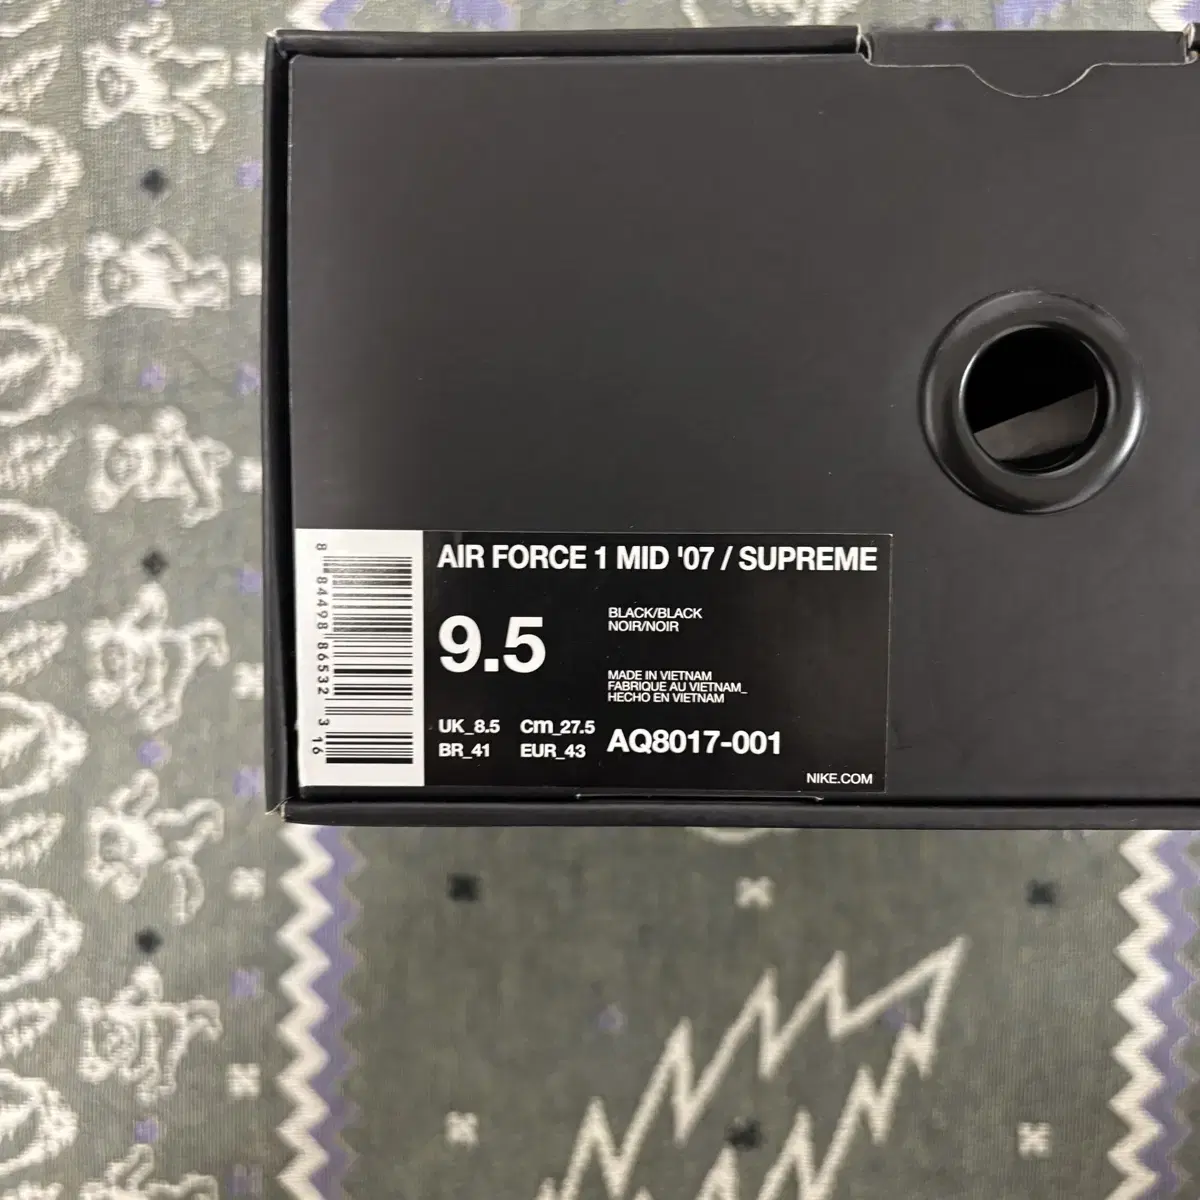 AIR FORCE 1 MID '07 / SUPREME
9.5
BLACK/BLACK
NOIR/NOIR
MADE IN VIETNAM
FABRIQUE AU VIETNAM_
HECHO EN VIETNAM
UK_8.5 Cm_27.5
BR_41 EUR_43
AQ8017-001
NIKE.COM
8 84498 86532 3 16